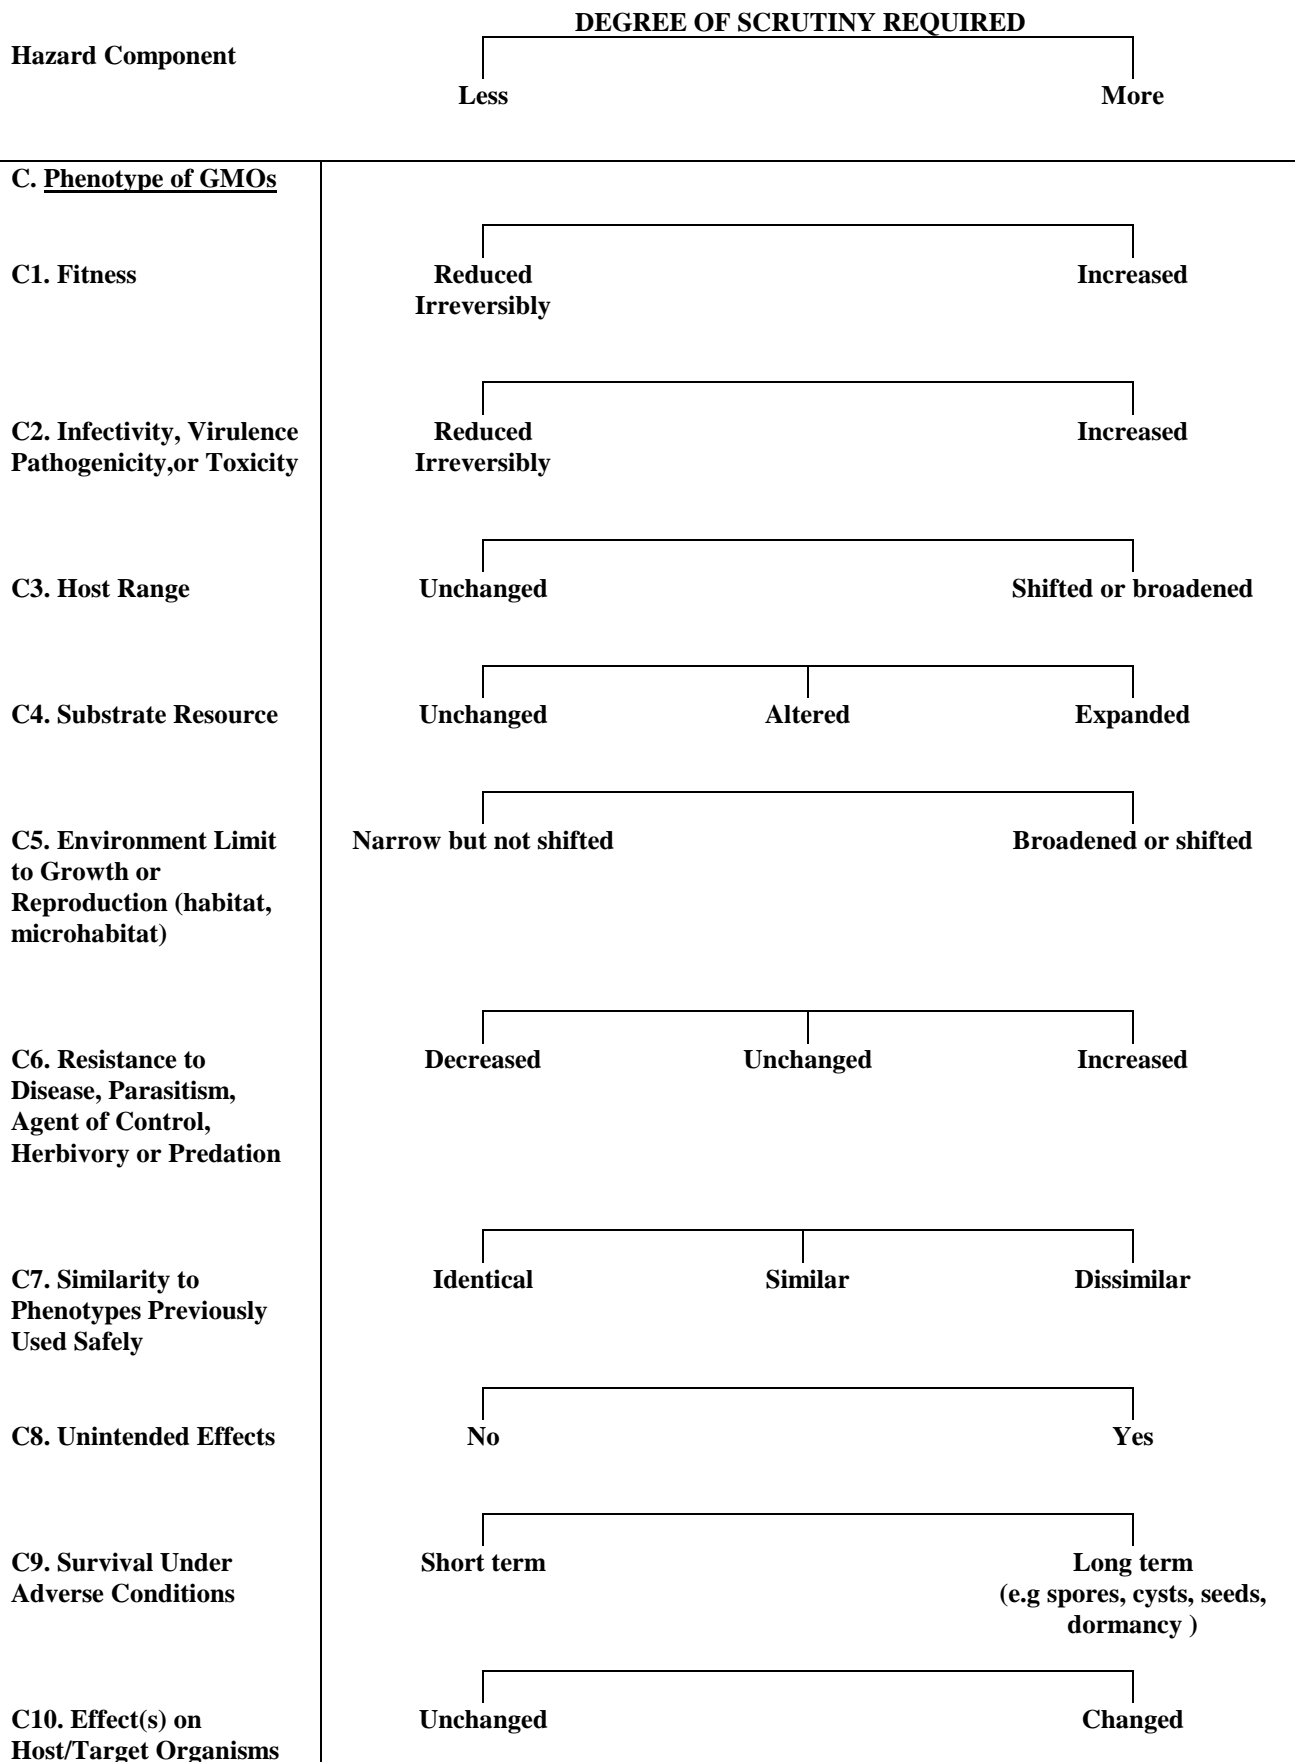 DEGREE OF SCRUTINY REQUIRED
Hazard Component
Less More
C. Phenotype of GMOs
C1. Fitness Reduced Increased
Irreversibly
C2. Infectivity, Virulence Reduced Increased
Pathogenicity,or Toxicity Irreversibly
C3. Host Range Unchanged Shifted or broadened
C4. Substrate Resource Unchanged Altered Expanded
C5. Environment Limit Narrow but not shifted Broadened or shifted
to Growth or
Reproduction (habitat,
microhabitat)
C6. Resistance to Decreased Unchanged Increased
Disease, Parasitism,
Agent of Control,
Herbivory or Predation
C7. Similarity to Identical Similar Dissimilar
Phenotypes Previously
Used Safely
C8. Unintended Effects No Yes
C9. Survival Under Short term Long term
Adverse Conditions (e.g spores, cysts, seeds,
dormancy )
C10. Effect(s) on Unchanged Changed
Host/Target Organisms